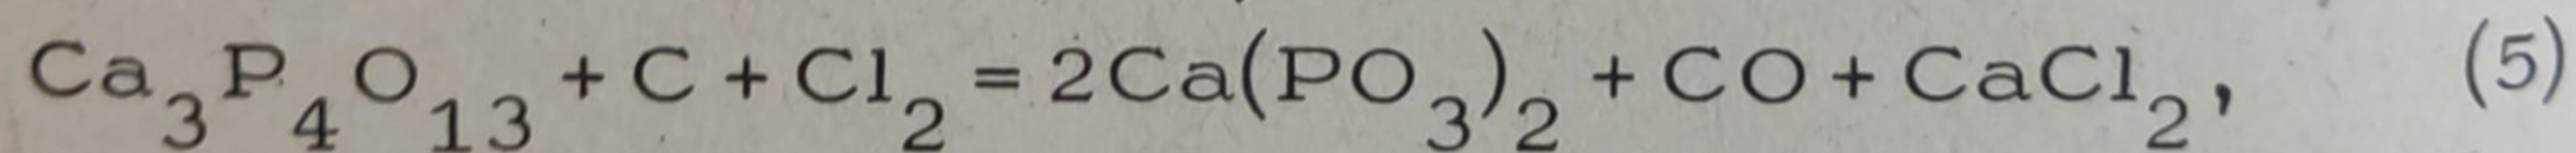 Ca₃P₄O₁₃ + C + Cl₂ = 2Ca(PO₃)₂ + CO + CaCl₂, (5)